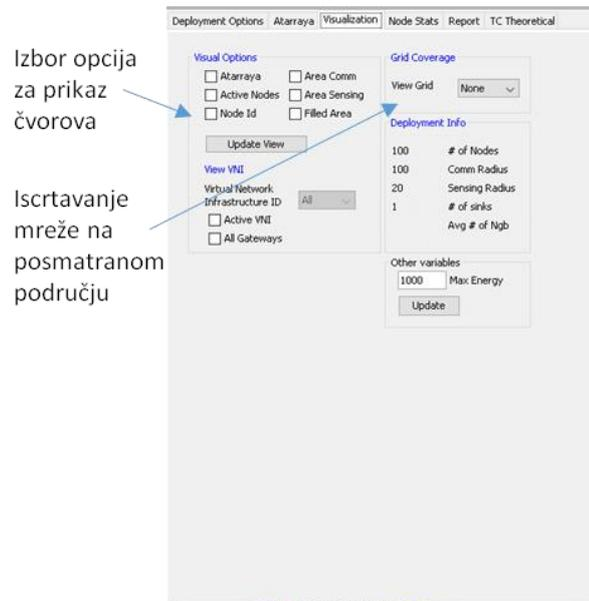 Deployment Options Atarraya Visualization Node Stats Report TC Theoretical
Izbor opcija
za prikaz
čvorova
Iscrtavanje
mreže na
posmatranom
području
Visual Options
Atarraya Area Comm
Active Nodes Area Sensing
Node Id Filled Area
Update View
View VNI
Virtual Network
Infrastructure ID All
Active VNI
All Gateways
Grid Coverage
View Grid None
Deployment Info
100 # of Nodes
100 Comm Radius
20 Sensing Radius
1 # of sinks
Avg # of Ngb
Other variables
1000 Max Energy
Update